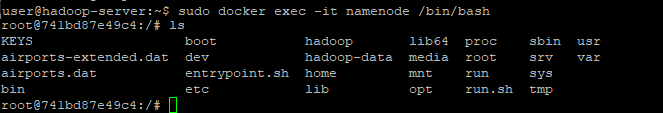 user@hadoop-server:~$ sudo docker exec -it namenode /bin/bash
root@741bd87e49c4:/# ls
KEYS boot hadoop lib64 proc sbin usr
airports-extended.dat dev hadoop-data media root srv var
airports.dat entrypoint.sh home mnt run sys
bin etc lib opt run.sh tmp
root@741bd87e49c4:/#